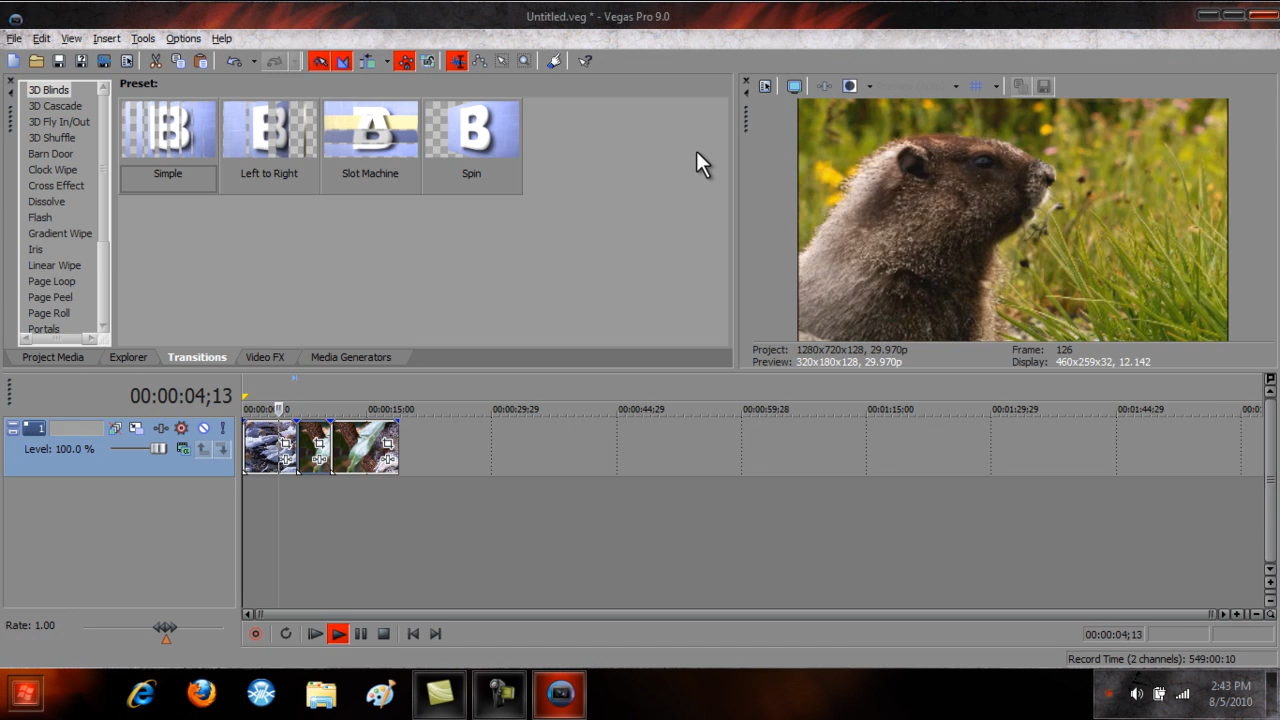 Untitled.veg * - Vegas Pro 9.0
File Edit View Insert Tools Options Help
Preset:
3D Blinds
3D Cascade
3D Fly In/Out
3D Shuffle
Barn Door
Clock Wipe
Cross Effect
Dissolve
Flash
Gradient Wipe
Iris
Linear Wipe
Page Loop
Page Peel
Page Roll
Portals
Simple Left to Right Slot Machine Spin
Project Media Explorer Transitions Video FX Media Generators
Project: 1280x720x128, 29.970p Frame: 126
Preview: 320x180x128, 29.970p Display: 460x259x32, 12.142
00:00:04;13
00:00:15:00 00:00:29:29 00:00:44:29 00:00:59:28 00:01:15:00 00:01:29:29 00:01:44:29
1
Level: 100.0 %
Rate: 1.00
00:00:04;13
Record Time (2 channels): 549:00:10
2:43 PM
8/5/2010